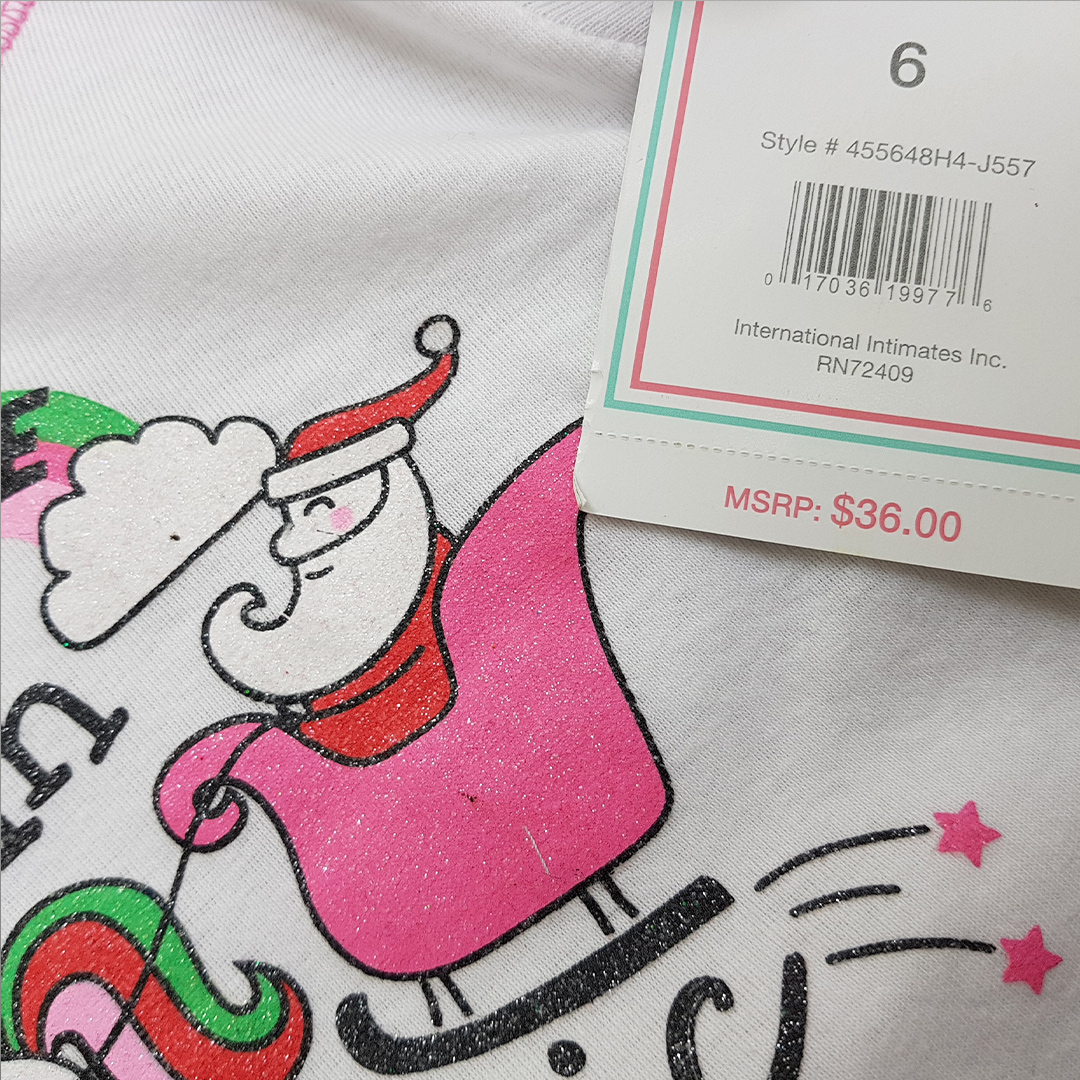 6
Style # 455648H4-J557
0 17036 19977 6
International Intimates Inc.
RN72409
MSRP: $36.00